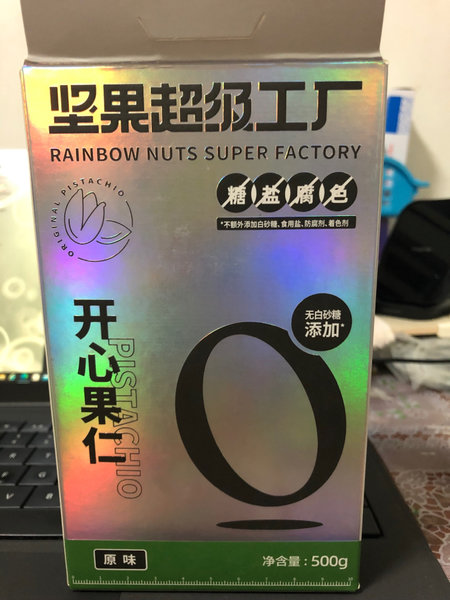 坚果超级工厂
RAINBOW NUTS SUPER FACTORY
ORIGINAL PISTACHIO
糖 盐 腐 色
*不额外添加白砂糖、食用盐、防腐剂、着色剂
无白砂糖
添加*
0
开心果仁
PISTACHIO
原味
净含量:500g